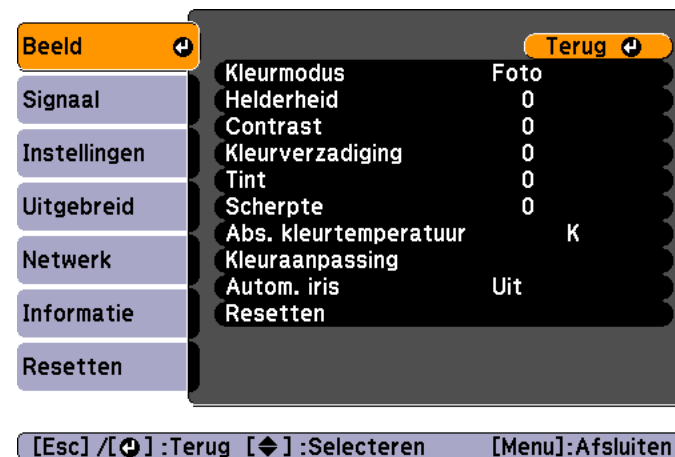 Beeld
Signaal
Instellingen
Uitgebreid
Netwerk
Informatie
Resetten
Terug
Kleurmodus Foto
Helderheid 0
Contrast 0
Kleurverzadiging 0
Tint 0
Scherpte 0
Abs. kleurtemperatuur K
Kleuraanpassing
Autom. iris Uit
Resetten
[Esc] /[⏎] :Terug [◆] :Selecteren [Menu]:Afsluiten